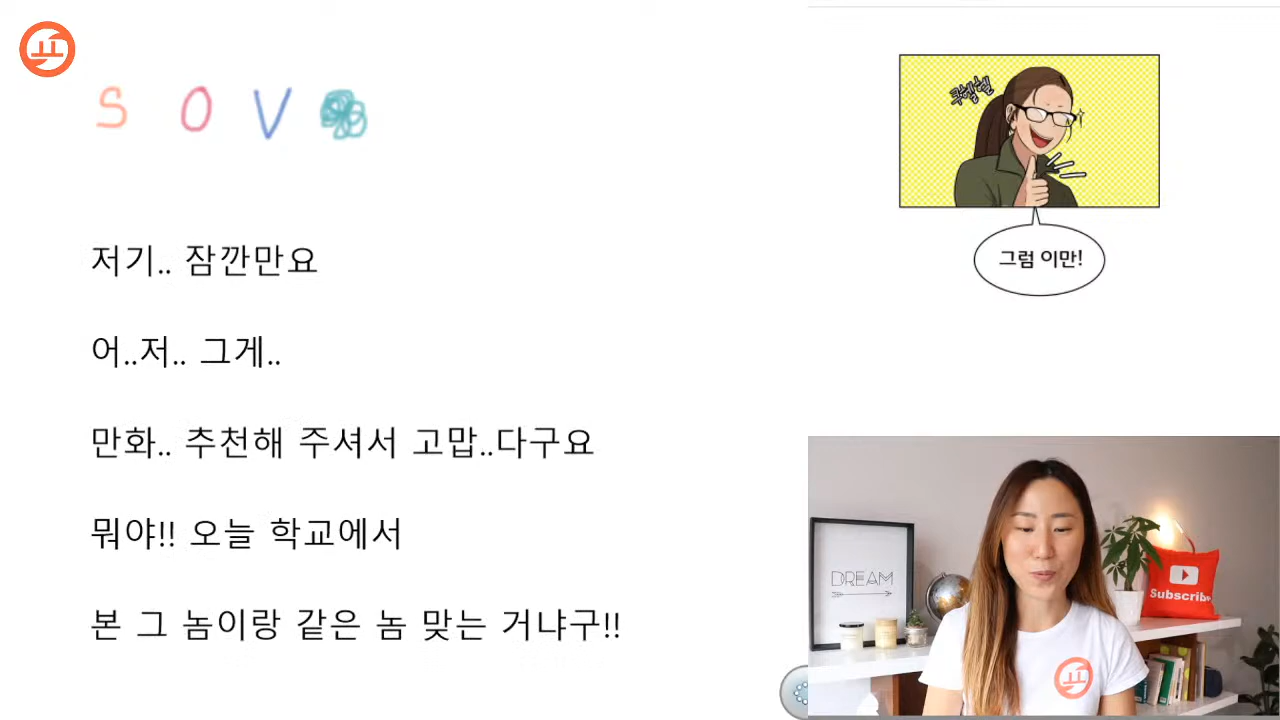 S O V
저기.. 잠깐만요
어..저.. 그게..
만화.. 추천해 주셔서 고맙..다구요
뭐야!! 오늘 학교에서
본 그 놈이랑 같은 놈 맞는 거냐구!!
그럼 이만!
DREAM
Subscribe